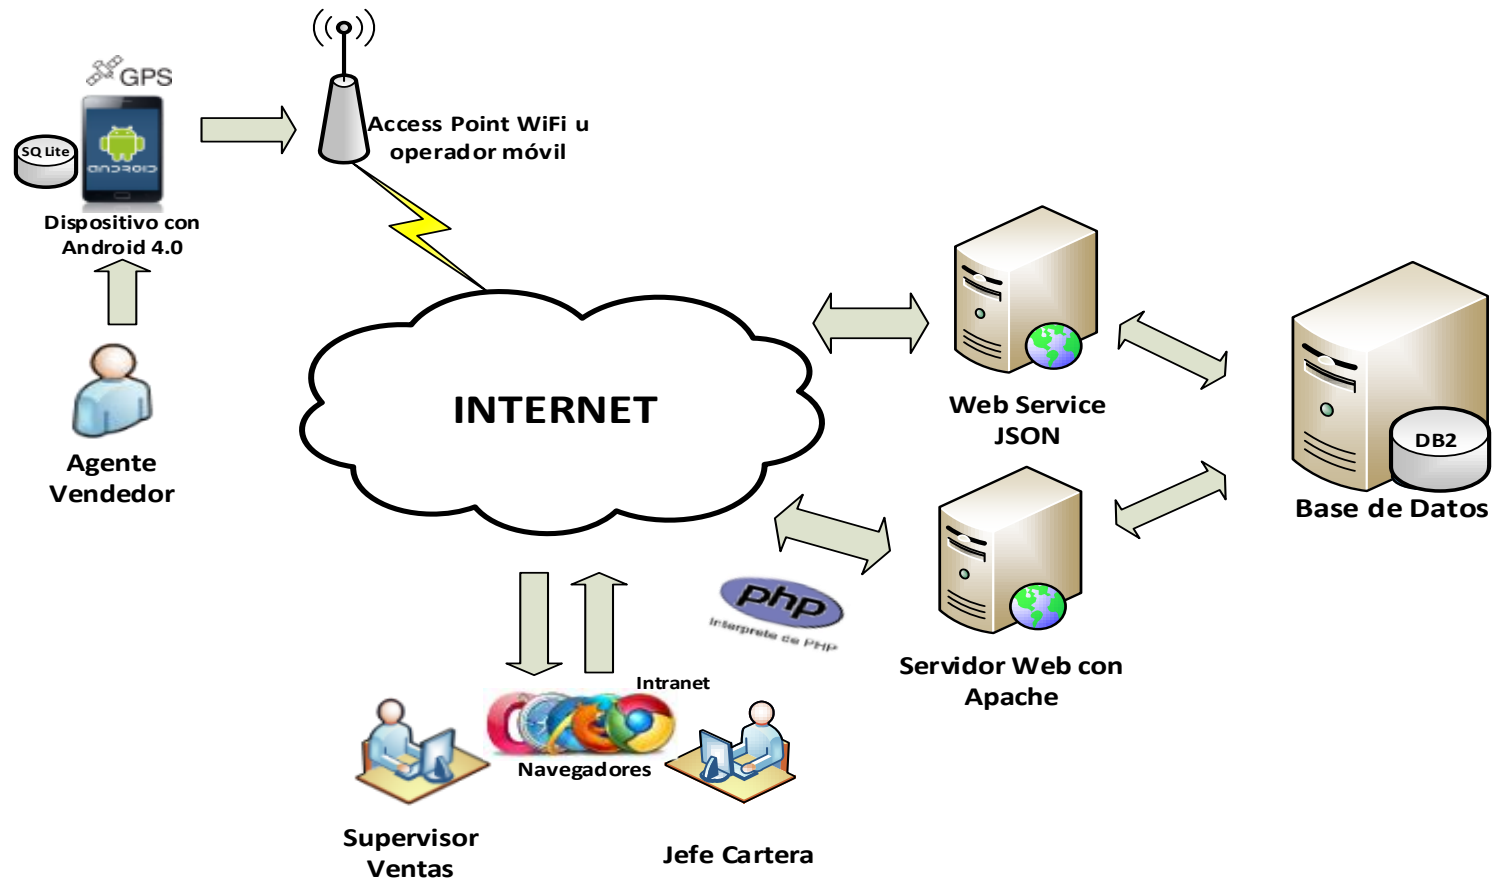 GPS
SQ Lite
ANDROID
Dispositivo con
Android 4.0
Access Point WiFi u
operador móvil
Agente
Vendedor
INTERNET
Web Service
JSON
DB2
Base de Datos
php
Interprete de PHP
Servidor Web con
Apache
Intranet
Navegadores
Supervisor
Ventas
Jefe Cartera